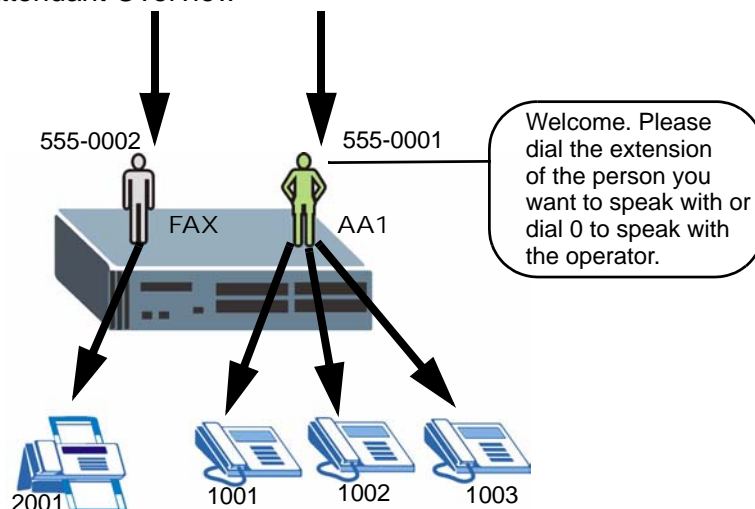 555-0002
555-0001
Welcome. Please
dial the extension
of the person you
want to speak with or
dial 0 to speak with
the operator.
FAX
AA1
2001
1001
1002
1003